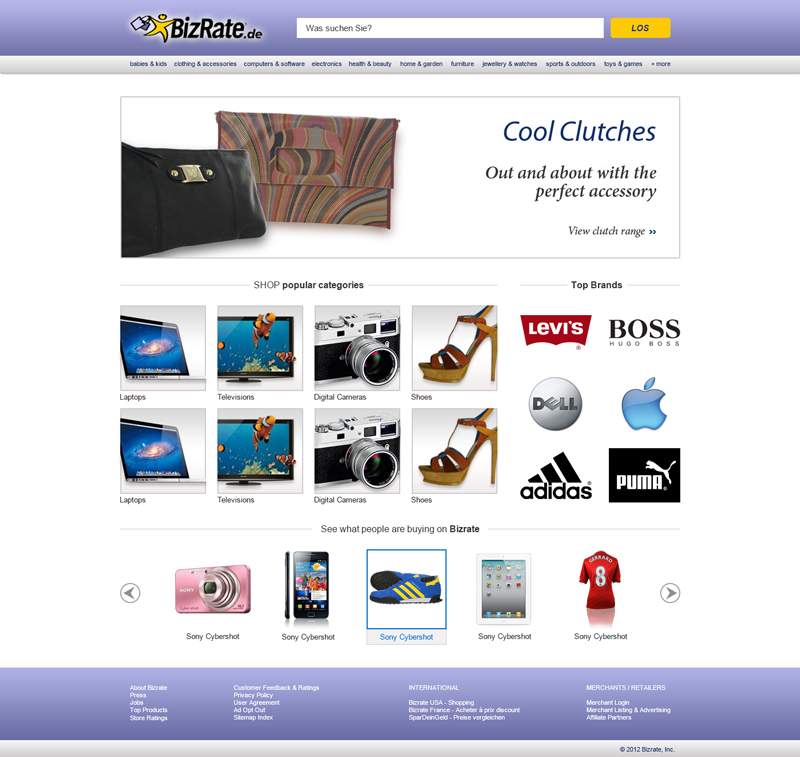 BizRate.de
Was suchen Sie?
LOS
babies & kids clothing & accessories computers & software electronics health & beauty home & garden furniture jewellery & watches sports & outdoors toys & games + more
Cool Clutches
Out and about with the
perfect accessory
View clutch range »
SHOP popular categories
Top Brands
LEVI'S ®
BOSS
HUGO BOSS
Laptops Televisions Digital Cameras Shoes
DELL
adidas
PUMA ®
Laptops Televisions Digital Cameras Shoes
See what people are buying on Bizrate
SONY
Cyber-shot
GERRARD
8
Sony Cybershot Sony Cybershot Sony Cybershot Sony Cybershot Sony Cybershot
About Bizrate
Press
Jobs
Top Products
Store Ratings
Customer Feedback & Ratings
Privacy Policy
User Agreement
Ad Opt Out
Sitemap Index
INTERNATIONAL
Bizrate USA - Shopping
Bizrate France - Acheter à prix discount
SparDeinGeld - Preise vergleichen
MERCHANTS / RETAILERS
Merchant Login
Merchant Listing & Advertising
Affiliate Partners
© 2012 Bizrate, Inc.